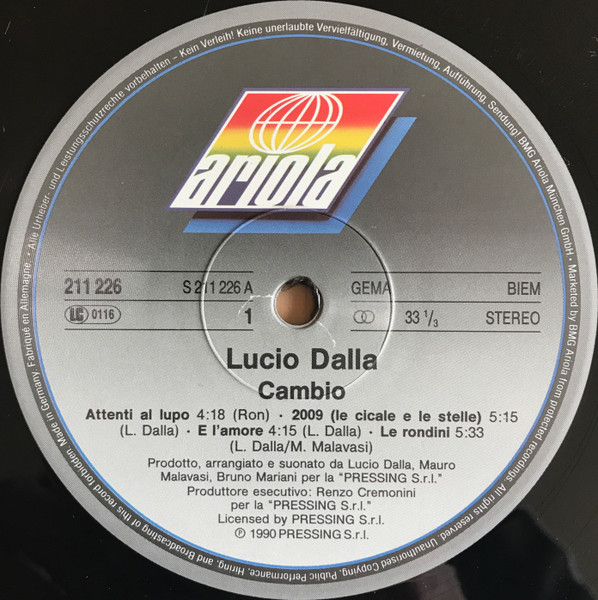 Alle Urheber- und Leistungsschutzrechte vorbehalten – Kein Verleih! Keine unerlaubte Vervielfältigung, Vermietung, Aufführung, Sendung! BMG Ariola München GmbH · Marketed by BMG Ariola from protected recordings. All rights reserved. Unauthorised Copying, Public Performance, Hiring, and Broadcasting of this record forbidden. Made in Germany. Fabriqué en Allemagne. ·
ariola
211 226 S 211 226 A GEMA BIEM
LC 0116 1 33 1/3 STEREO
Lucio Dalla
Cambio
Attenti al lupo 4:18 (Ron) · 2009 (le cicale e le stelle) 5:15
(L. Dalla) · E l'amore 4:15 (L. Dalla) · Le rondini 5:33
(L. Dalla/M. Malavasi)
Prodotto, arrangiato e suonato da Lucio Dalla, Mauro
Malavasi, Bruno Mariani per la "PRESSING S.r.l."
Produttore esecutivo: Renzo Cremonini
per la "PRESSING S.r.l."
Licensed by PRESSING S.r.l.
℗ 1990 PRESSING S.r.l.